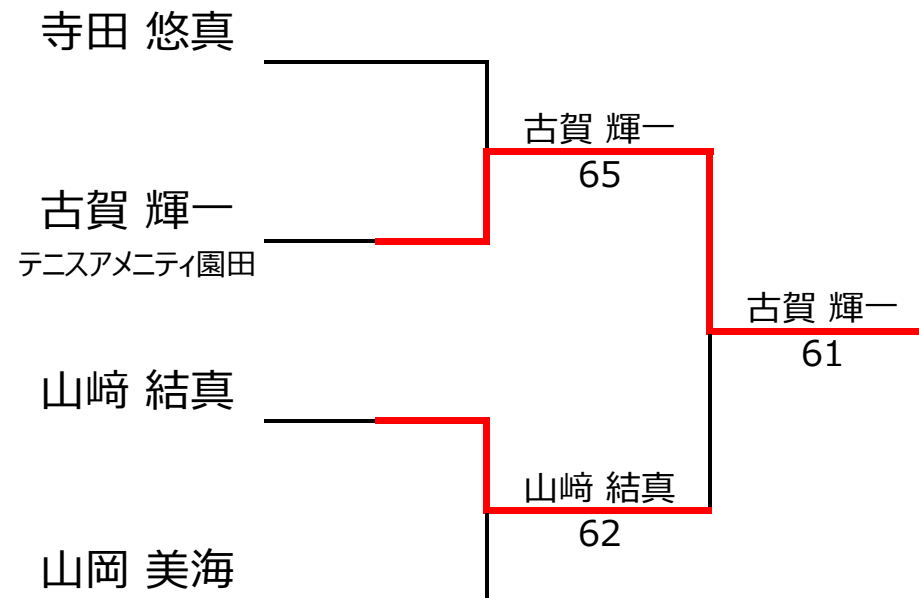 寺田 悠真
古賀 輝一
65
古賀 輝一
テニスアメニティ園田
古賀 輝一
61
山﨑 結真
山﨑 結真
62
山岡 美海